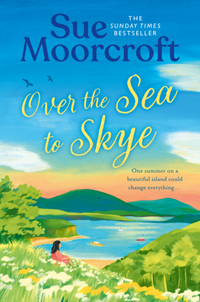 Sue
Moorcroft
THE
SUNDAY TIMES
BESTSELLER
Over the Sea
to Skye
One summer on a
beautiful island could
change everything...